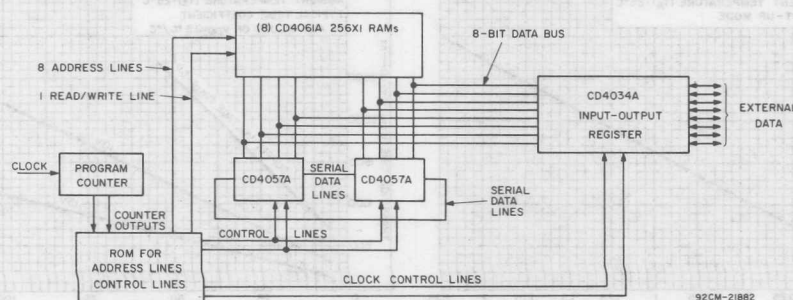 (8) CD4061A 256X1 RAMs
8-BIT DATA BUS
8 ADDRESS LINES
1 READ/WRITE LINE
CD4034A
INPUT-OUTPUT
REGISTER
EXTERNAL
DATA
CLOCK
PROGRAM
COUNTER
CD4057A
SERIAL
DATA
LINES
CD4057A
SERIAL
DATA
LINES
COUNTER
OUTPUTS
CONTROL LINES
ROM FOR
ADDRESS LINES
CONTROL LINES
CLOCK CONTROL LINES
92CM-21882